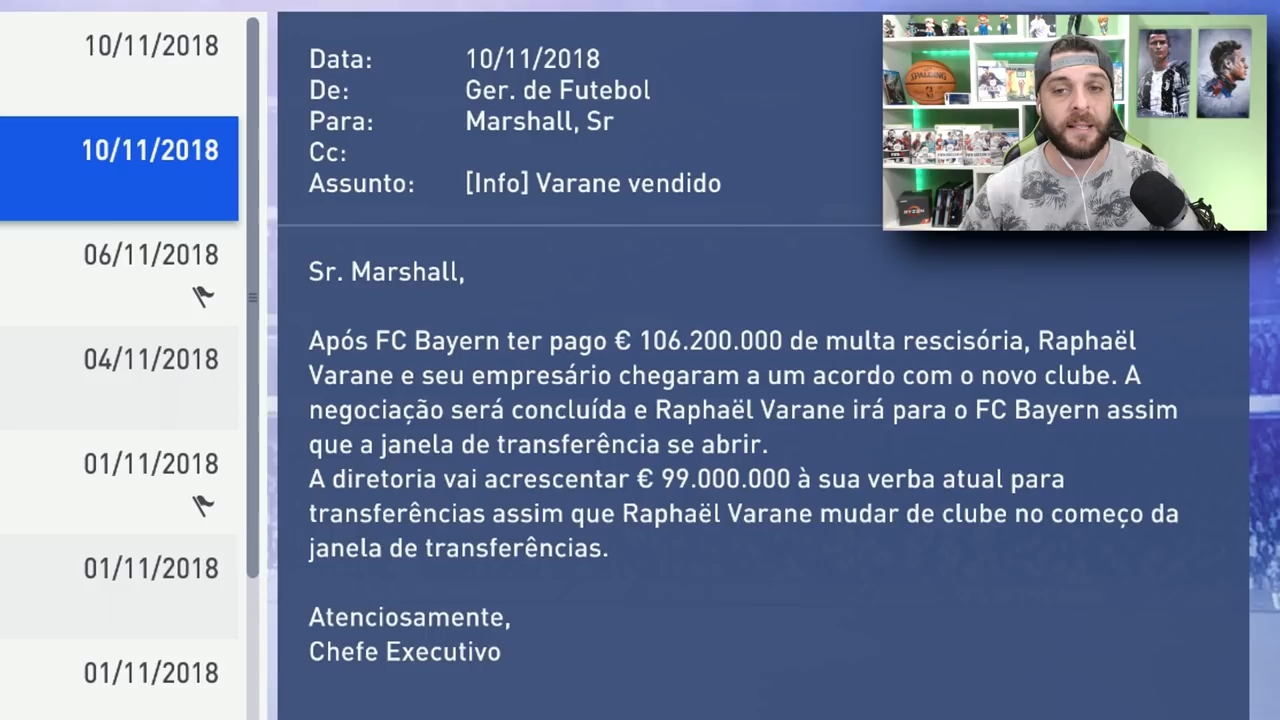 10/11/2018
10/11/2018
06/11/2018
04/11/2018
01/11/2018
01/11/2018
01/11/2018
Data: 10/11/2018
De: Ger. de Futebol
Para: Marshall, Sr
Cc:
Assunto: [Info] Varane vendido
Sr. Marshall,
Após FC Bayern ter pago € 106.200.000 de multa rescisória, Raphaël
Varane e seu empresário chegaram a um acordo com o novo clube. A
negociação será concluída e Raphaël Varane irá para o FC Bayern assim
que a janela de transferência se abrir.
A diretoria vai acrescentar € 99.000.000 à sua verba atual para
transferências assim que Raphaël Varane mudar de clube no começo da
janela de transferências.
Atenciosamente,
Chefe Executivo
SPALDING
RYZEN